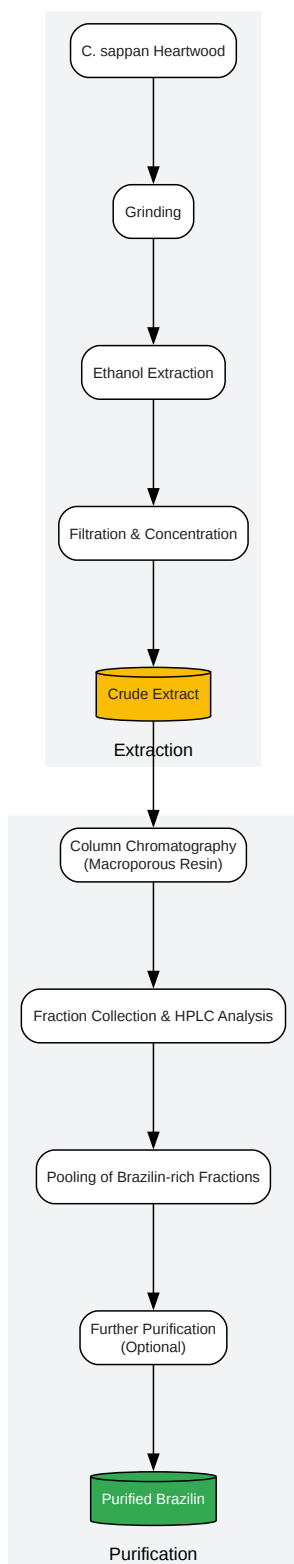 C. sappan Heartwood
Grinding
Ethanol Extraction
Filtration & Concentration
Crude Extract
Extraction
Column Chromatography
(Macroporous Resin)
Fraction Collection & HPLC Analysis
Pooling of Brazilin-rich Fractions
Further Purification
(Optional)
Purified Brazilin
Purification